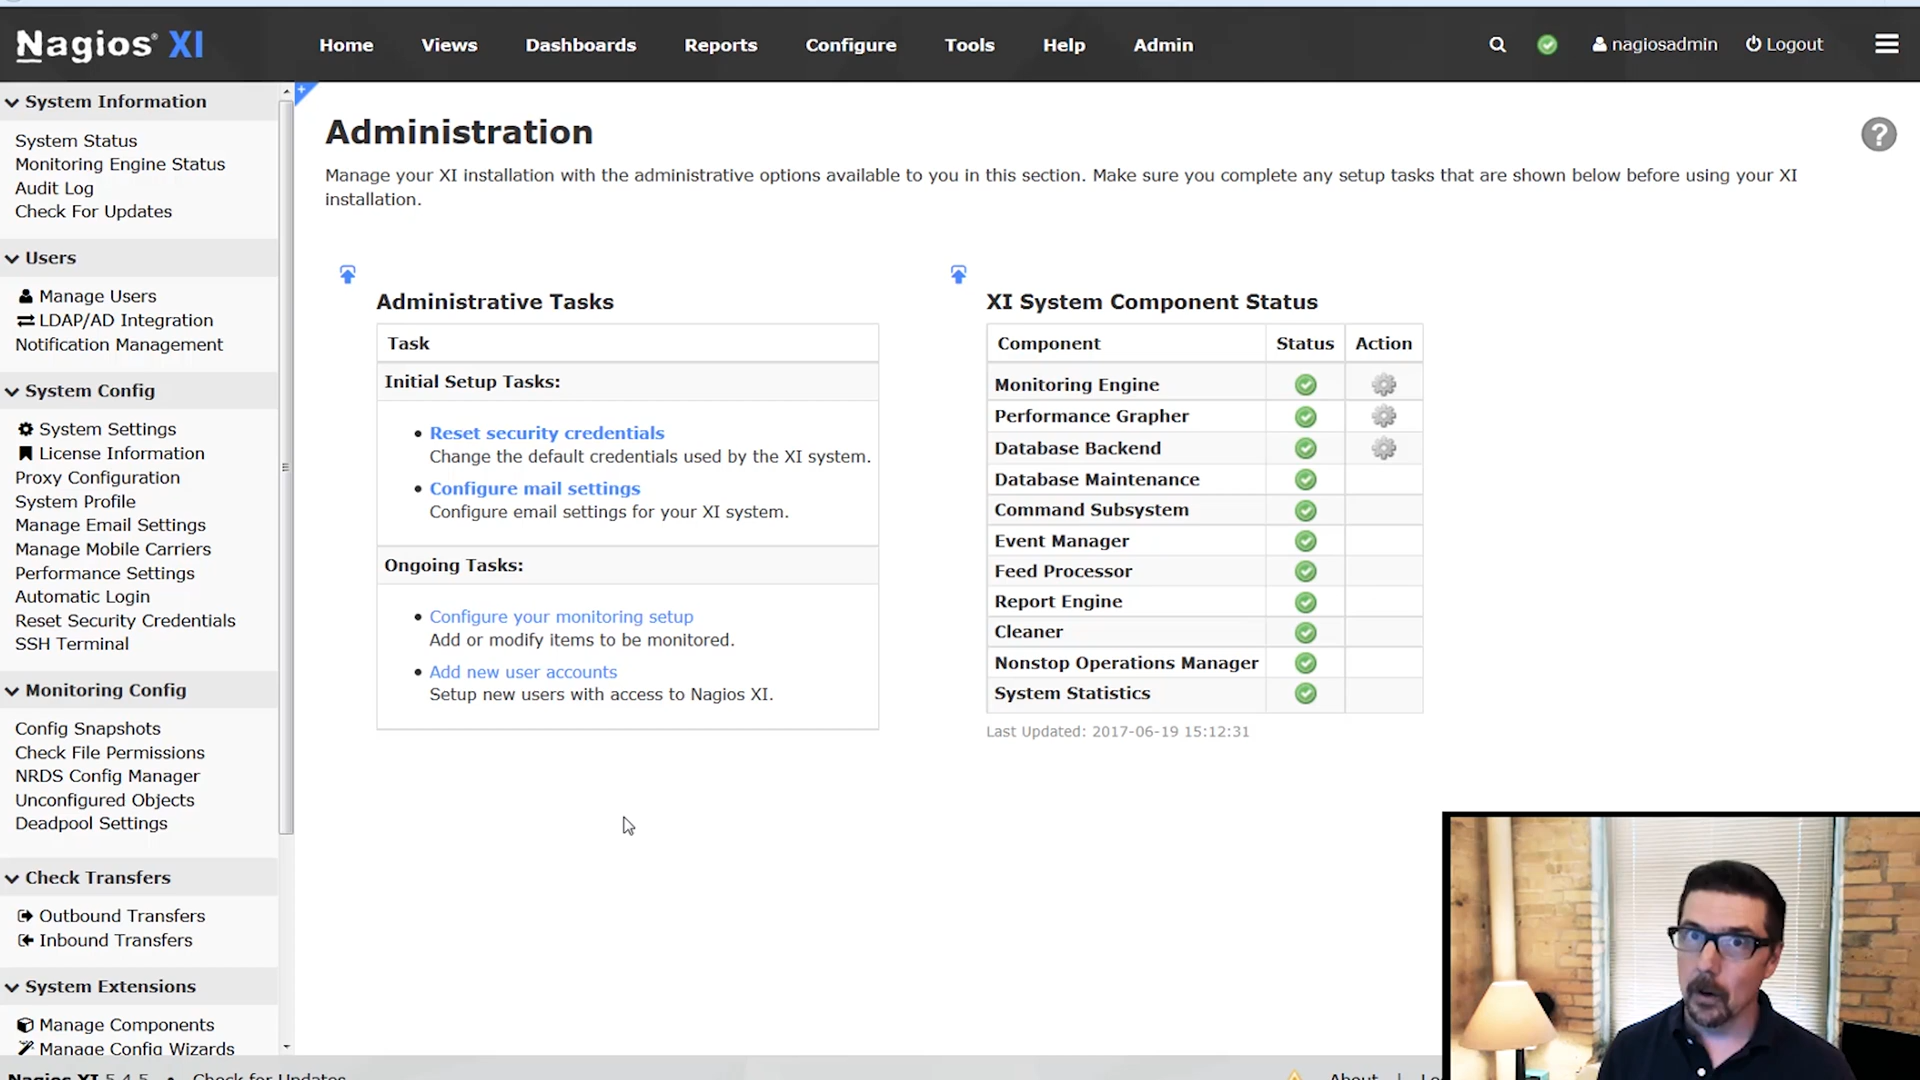 Nagios® XI
Home Views Dashboards Reports Configure Tools Help Admin
nagiosadmin Logout
System Information
System Status
Monitoring Engine Status
Audit Log
Check For Updates
Users
Manage Users
LDAP/AD Integration
Notification Management
System Config
System Settings
License Information
Proxy Configuration
System Profile
Manage Email Settings
Manage Mobile Carriers
Performance Settings
Automatic Login
Reset Security Credentials
SSH Terminal
Monitoring Config
Config Snapshots
Check File Permissions
NRDS Config Manager
Unconfigured Objects
Deadpool Settings
Check Transfers
Outbound Transfers
Inbound Transfers
System Extensions
Manage Components
Manage Config Wizards
Administration
Manage your XI installation with the administrative options available to you in this section. Make sure you complete any setup tasks that are shown below before using your XI
installation.
Administrative Tasks
Task
Initial Setup Tasks:
• Reset security credentials
Change the default credentials used by the XI system.
• Configure mail settings
Configure email settings for your XI system.
Ongoing Tasks:
• Configure your monitoring setup
Add or modify items to be monitored.
• Add new user accounts
Setup new users with access to Nagios XI.
XI System Component Status
Component Status Action
Monitoring Engine
Performance Grapher
Database Backend
Database Maintenance
Command Subsystem
Event Manager
Feed Processor
Report Engine
Cleaner
Nonstop Operations Manager
System Statistics
Last Updated: 2017-06-19 15:12:31
Nagios XI 5.4.5 • Check for Updates
About |